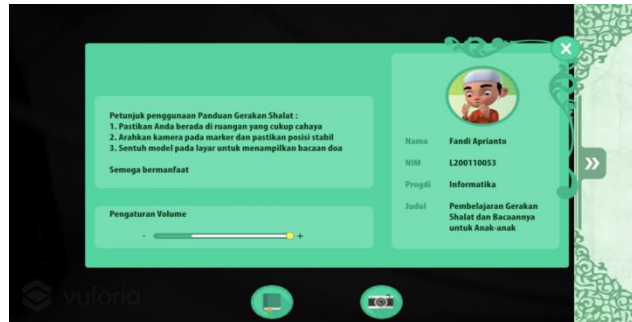 Petunjuk penggunaan Panduan Gerakan Shalat :
1. Pastikan Anda berada di ruangan yang cukup cahaya
2. Arahkan kamera pada marker dan pastikan posisi stabil
3. Sentuh model pada layar untuk menampilkan bacaan doa
Semoga bermanfaat
Pengaturan Volume
- +
Nama Fandi Aprianto
NIM L200110053
Progdi Informatika
Judul Pembelajaran Gerakan
Shalat dan Bacaannya
untuk Anak-anak
vuforia